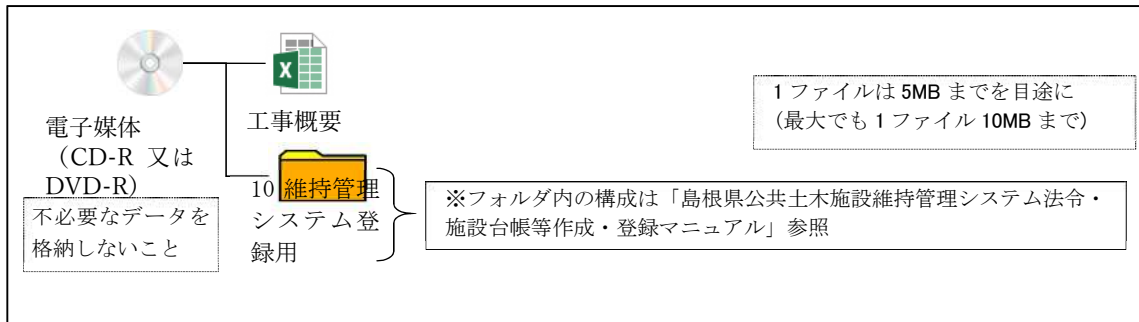 電子媒体
（CD-R 又は
DVD-R）
不必要なデータを
格納しないこと
X
工事概要
10 維持管理
システム登
録用
1 ファイルは 5MB までを目途に
（最大でも 1 ファイル 10MB まで）
※フォルダ内の構成は「島根県公共土木施設維持管理システム法令・
施設台帳等作成・登録マニュアル」参照